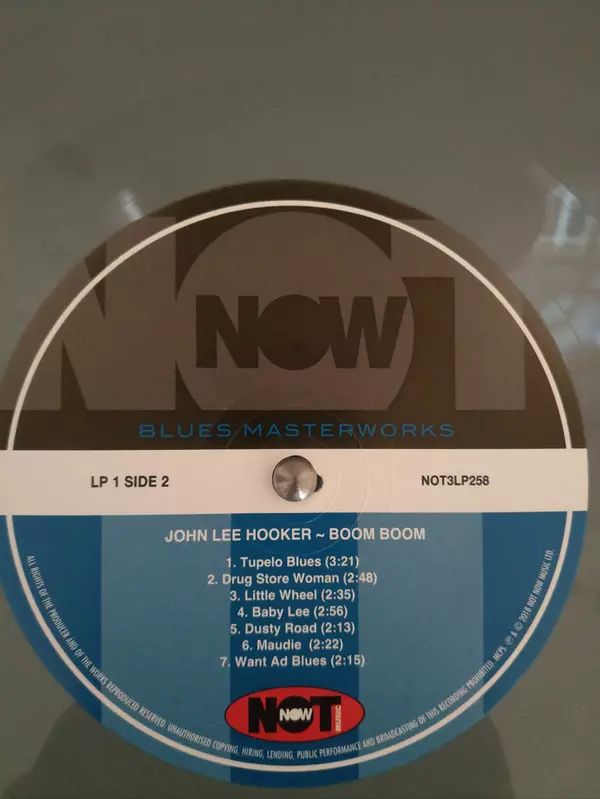 NOT
NOW
BLUES MASTERWORKS
LP 1 SIDE 2
NOT3LP258
JOHN LEE HOOKER ~ BOOM BOOM
1. Tupelo Blues (3:21)
2. Drug Store Woman (2:48)
3. Little Wheel (2:35)
4. Baby Lee (2:56)
5. Dusty Road (2:13)
6. Maudie (2:22)
7. Want Ad Blues (2:15)
NOT NOW MUSIC
ALL RIGHTS OF THE PRODUCER AND OF THE WORKS REPRODUCED RESERVED. UNAUTHORISED COPYING, HIRING, LENDING, PUBLIC PERFORMANCE AND BROADCASTING OF THIS RECORDING PROHIBITED. MCPS. ℗ & © 2018 NOT NOW MUSIC LTD.